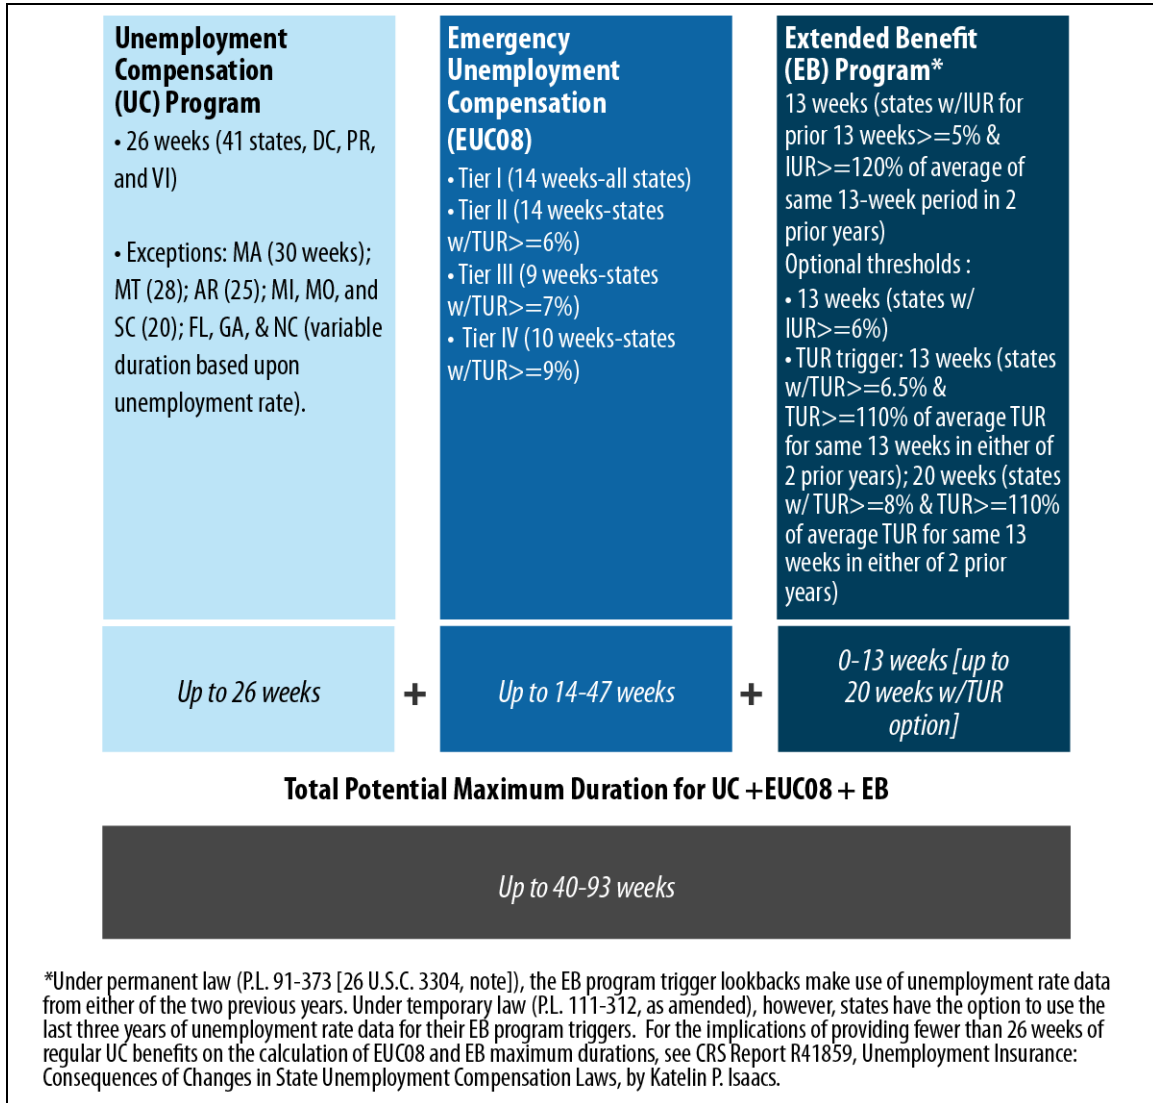 Unemployment
Compensation
(UC) Program
• 26 weeks (41 states, DC, PR,
and VI)
• Exceptions: MA (30 weeks);
MT (28); AR (25); MI, MO, and
SC (20); FL, GA, & NC (variable
duration based upon
unemployment rate).
Emergency
Unemployment
Compensation
(EUC08)
• Tier I (14 weeks-all states)
• Tier II (14 weeks-states
w/TUR>=6%)
• Tier III (9 weeks-states
w/TUR>=7%)
• Tier IV (10 weeks-states
w/TUR>=9%)
Extended Benefit
(EB) Program*
13 weeks (states w/IUR for
prior 13 weeks>=5% &
IUR>=120% of average of
same 13-week period in 2
prior years)
Optional thresholds :
• 13 weeks (states w/
IUR>=6%)
• TUR trigger: 13 weeks (states
w/TUR>=6.5% &
TUR>=110% of average TUR
for same 13 weeks in either of
2 prior years); 20 weeks (states
w/ TUR>=8% & TUR>=110%
of average TUR for same 13
weeks in either of 2 prior
years)
Up to 26 weeks
+
Up to 14-47 weeks
+
0-13 weeks [up to
20 weeks w/TUR
option]
Total Potential Maximum Duration for UC +EUC08 + EB
Up to 40-93 weeks
*Under permanent law (P.L. 91-373 [26 U.S.C. 3304, note]), the EB program trigger lookbacks make use of unemployment rate data
from either of the two previous years. Under temporary law (P.L. 111-312, as amended), however, states have the option to use the
last three years of unemployment rate data for their EB program triggers. For the implications of providing fewer than 26 weeks of
regular UC benefits on the calculation of EUC08 and EB maximum durations, see CRS Report R41859, Unemployment Insurance:
Consequences of Changes in State Unemployment Compensation Laws, by Katelin P. Isaacs.